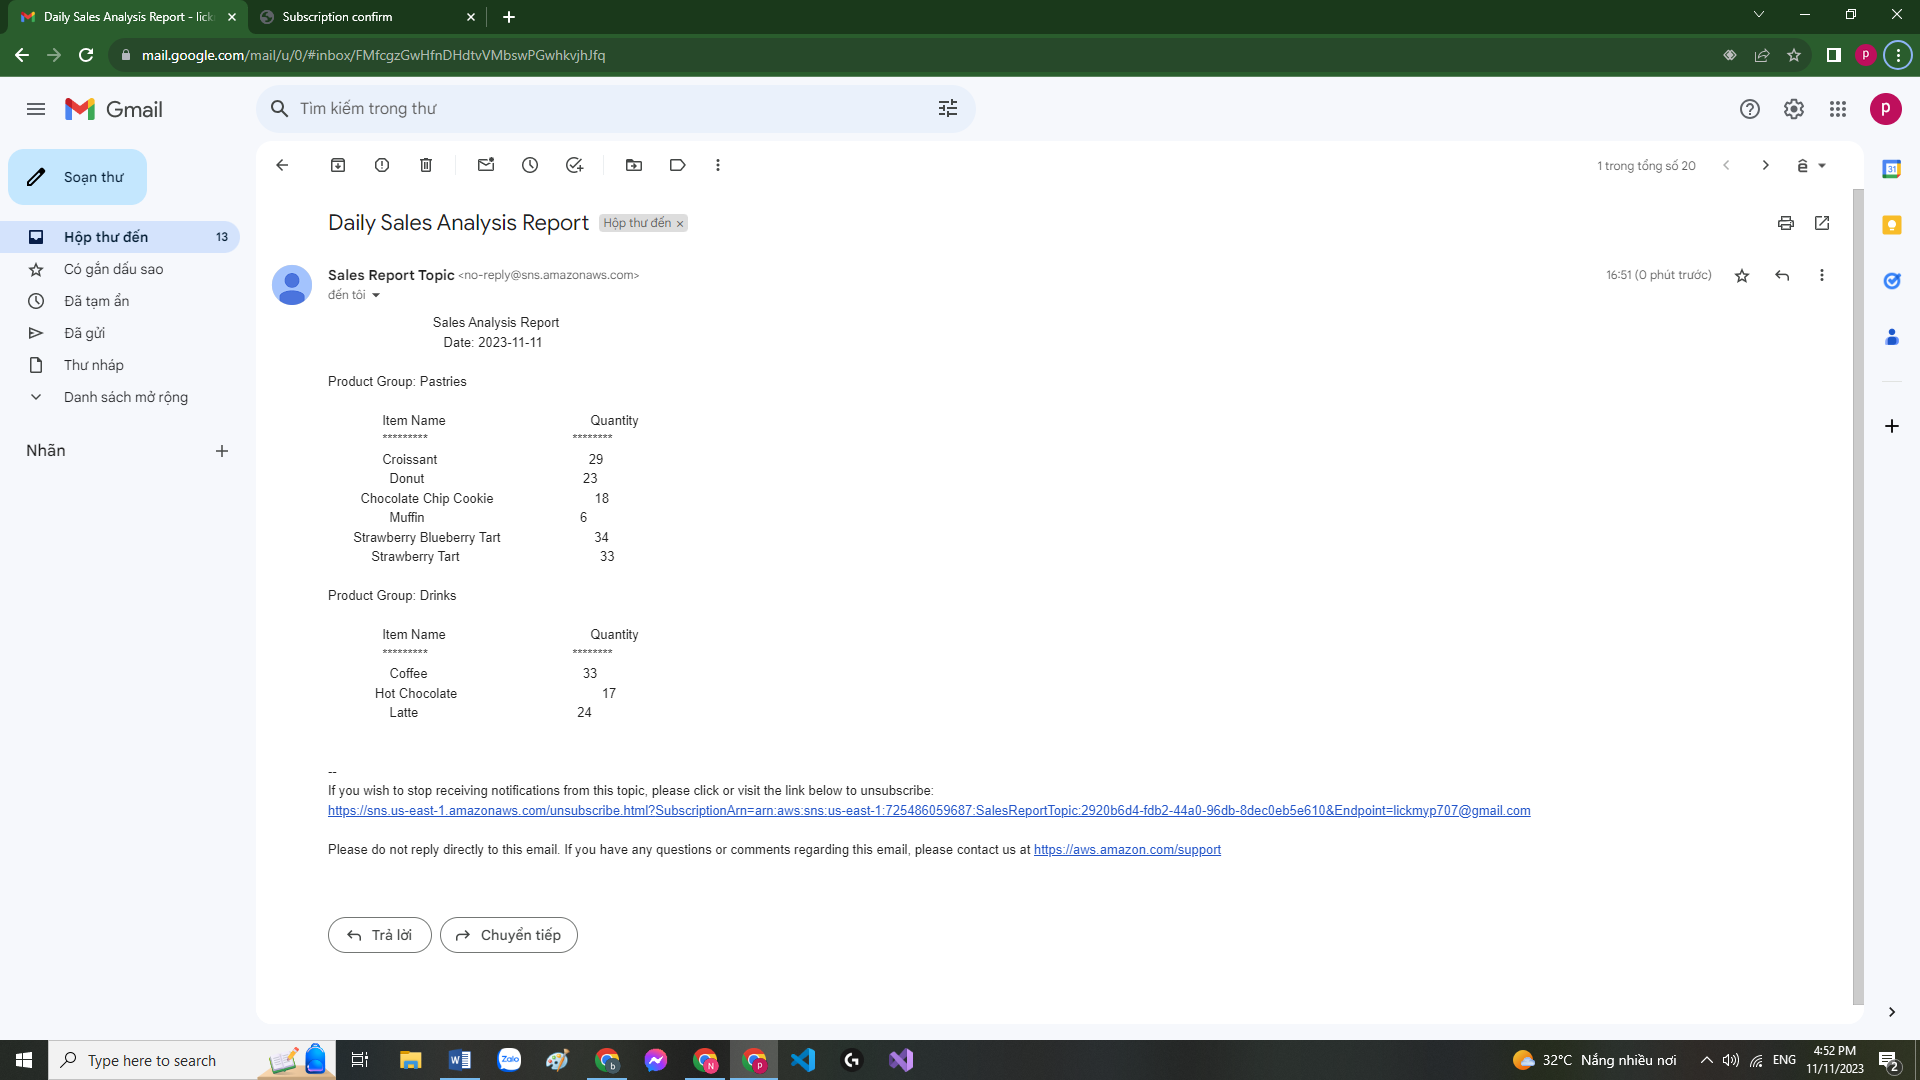 Daily Sales Analysis Report - lick
Subscription confirm
mail.google.com/mail/u/0/#inbox/FMfcgzGwHfnDHdtvVMbswPGwhkvjhJfq
P
Gmail
Tìm kiếm trong thư
P
Soạn thư
1 trong tổng số 20
ê
31
Daily Sales Analysis Report Hộp thư đến ×
Hộp thư đến 13
Có gắn dấu sao
Đã tạm ẩn
Đã gửi
Thư nháp
Danh sách mở rộng
Nhãn
Sales Report Topic <no-reply@sns.amazonaws.com>
16:51 (0 phút trước)
đến tôi
Sales Analysis Report
Date: 2023-11-11
Product Group: Pastries
Item Name Quantity
********* ********
Croissant 29
Donut 23
Chocolate Chip Cookie 18
Muffin 6
Strawberry Blueberry Tart 34
Strawberry Tart 33
Product Group: Drinks
Item Name Quantity
********* ********
Coffee 33
Hot Chocolate 17
Latte 24
--
If you wish to stop receiving notifications from this topic, please click or visit the link below to unsubscribe:
https://sns.us-east-1.amazonaws.com/unsubscribe.html?SubscriptionArn=arn:aws:sns:us-east-1:725486059687:SalesReportTopic:2920b6d4-fdb2-44a0-96db-8dec0eb5e610&Endpoint=lickmyp707@gmail.com
Please do not reply directly to this email. If you have any questions or comments regarding this email, please contact us at https://aws.amazon.com/support
Trả lời
Chuyển tiếp
Type here to search
Zalo
b
N
P
32°C Nắng nhiều nơi
ENG
4:52 PM
11/11/2023
2